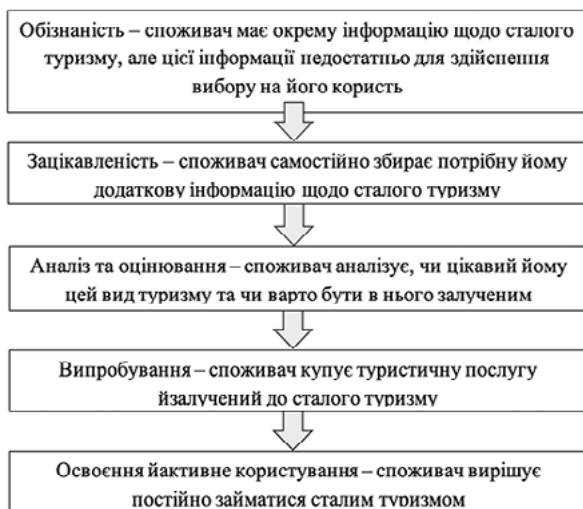 Обізнаність – споживач має окрему інформацію щодо сталого
туризму, але цієї інформації недостатньо для здійснення
вибору на його користь
Зацікавленість – споживач самостійно збирає потрібну йому
додаткову інформацію щодо сталого туризму
Аналіз та оцінювання – споживач аналізує, чи цікавий йому
цей вид туризму та чи варто бути в нього залученим
Випробування – споживач купує туристичну послугу
йзалучений до сталого туризму
Освоєння йактивне користування – споживач вирішує
постійно займатися сталим туризмом